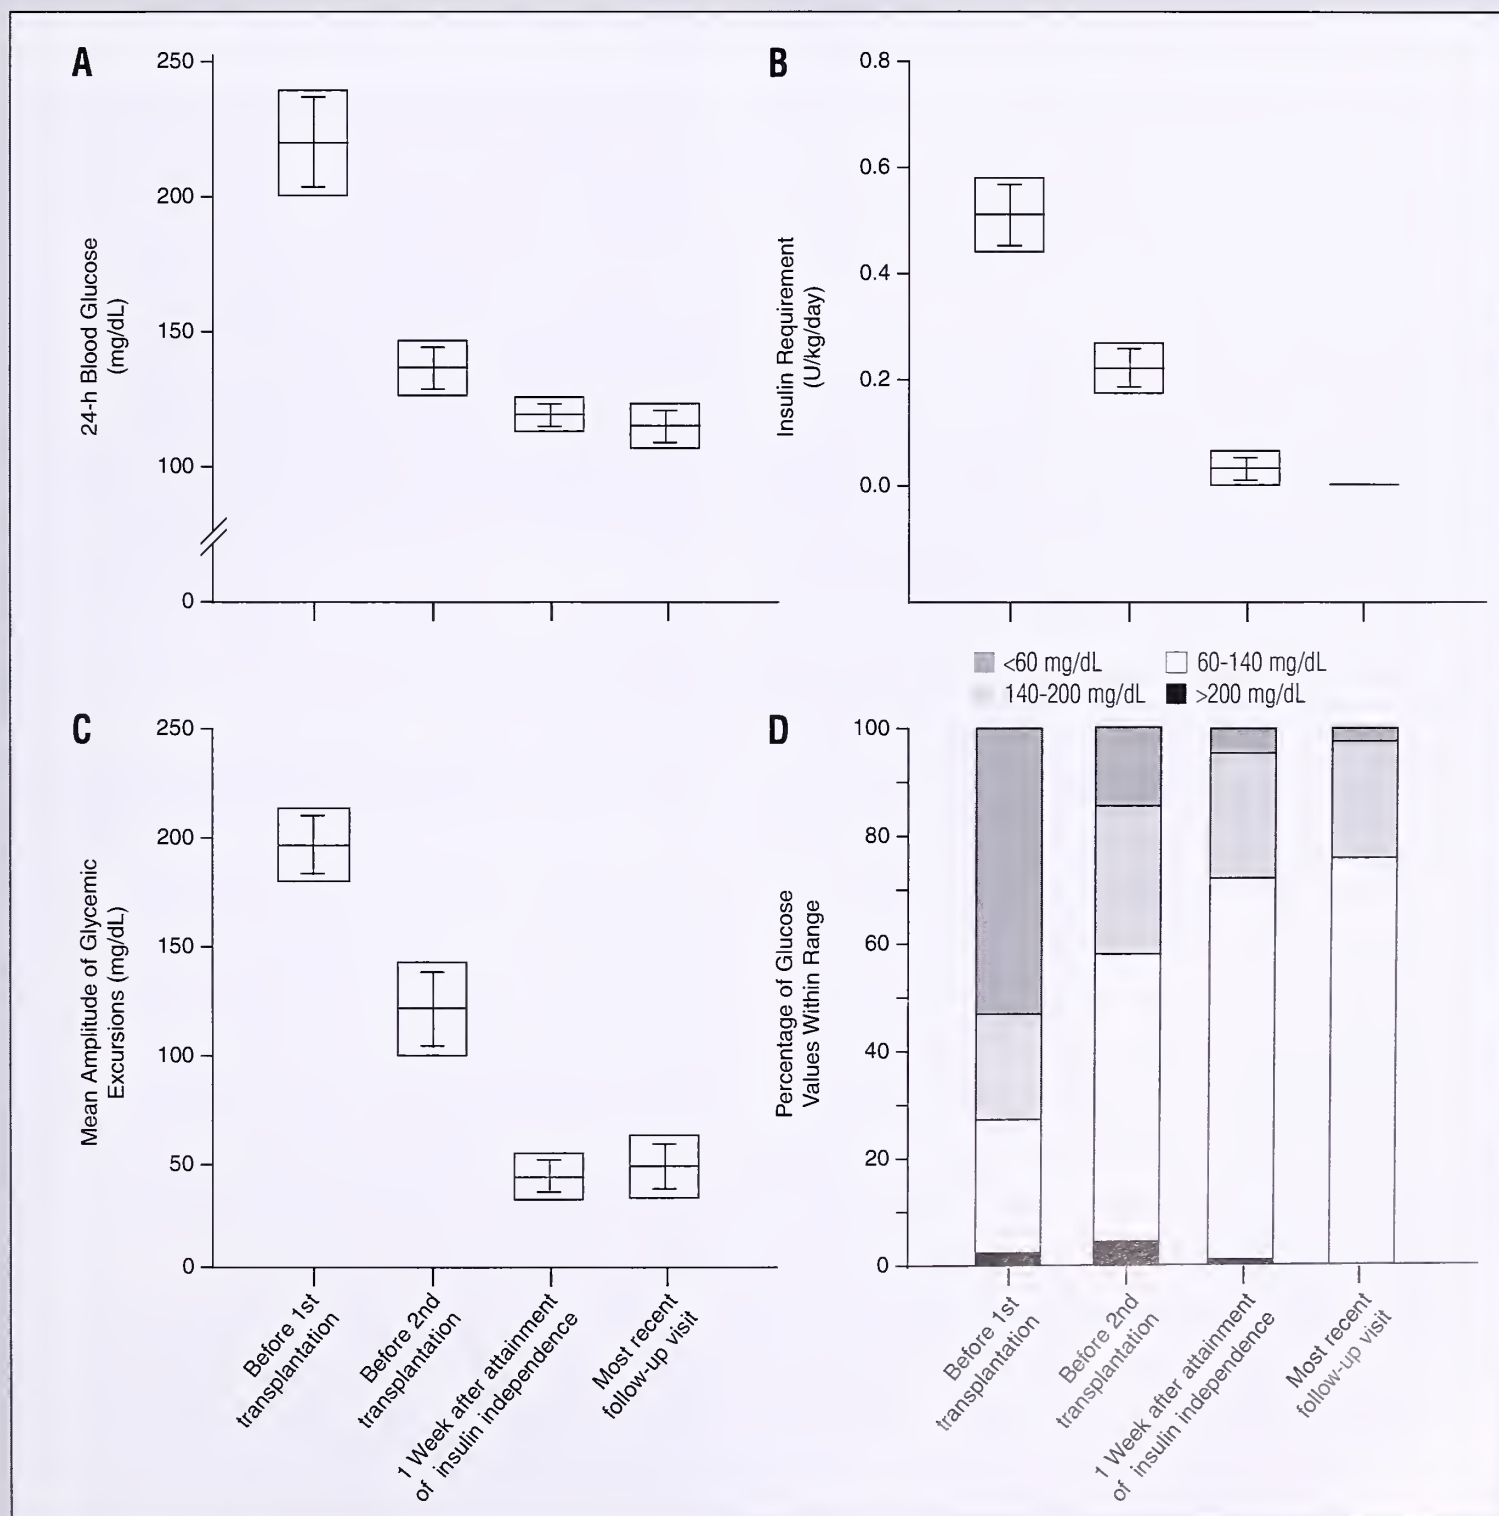 A
250
200
150
100
0
24-h Blood Glucose
(mg/dL)
B
0.8
0.6
0.4
0.2
0.0
Insulin Requirement
(U/kg/day)
C
250
200
150
100
50
0
Mean Amplitude of Glycemic
Excursions (mg/dL)
Before 1st
transplantation
Before 2nd
transplantation
1 Week after attainment
of insulin independence
Most recent
follow-up visit
<60 mg/dL
60-140 mg/dL
140-200 mg/dL
>200 mg/dL
D
100
80
60
40
20
0
Percentage of Glucose
Values Within Range
Before 1st
transplantation
Before 2nd
transplantation
1 Week after attainment
of insulin independence
Most recent
follow-up visit